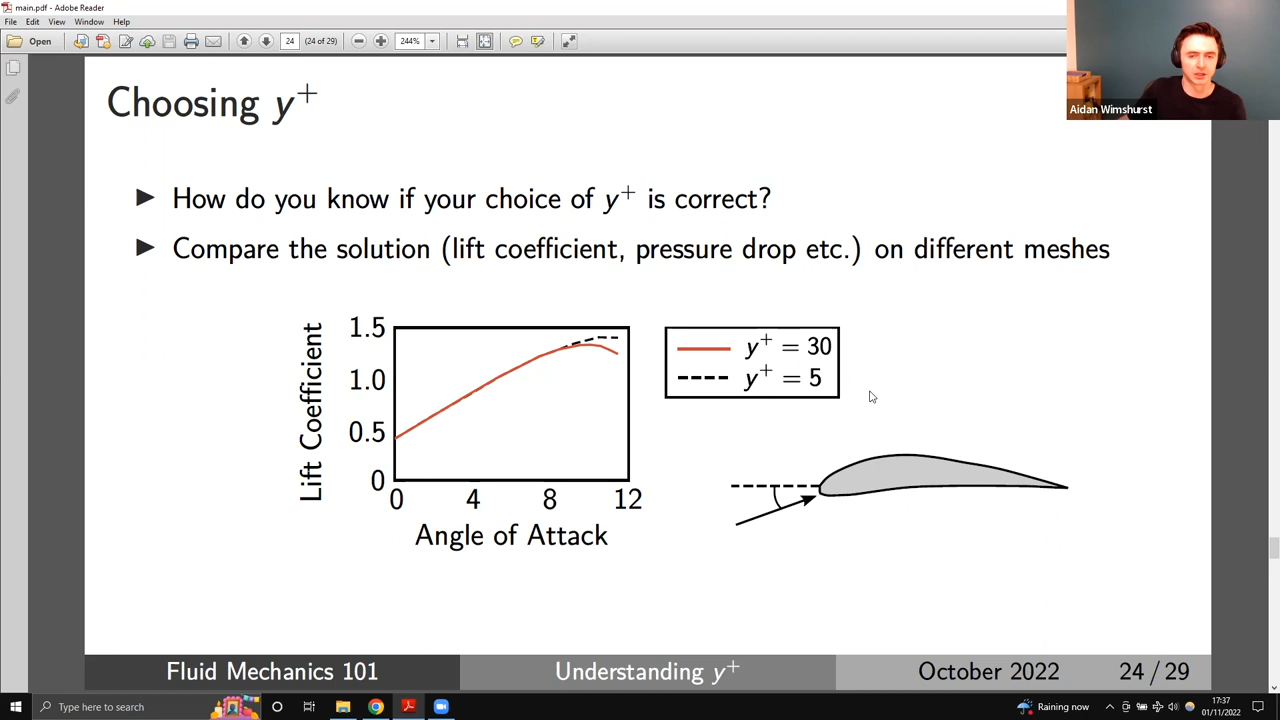 main.pdf - Adobe Reader
File Edit View Window Help
Open 24 (24 of 29) 244%
Aidan Wimshurst
Choosing y⁺
▶ How do you know if your choice of y⁺ is correct?
▶ Compare the solution (lift coefficient, pressure drop etc.) on different meshes
Lift Coefficient
1.5
1.0
0.5
0
0 4 8 12
Angle of Attack
y⁺ = 30
y⁺ = 5
Fluid Mechanics 101 Understanding y⁺ October 2022 24 / 29
Type here to search
Raining now
17:37
01/11/2022